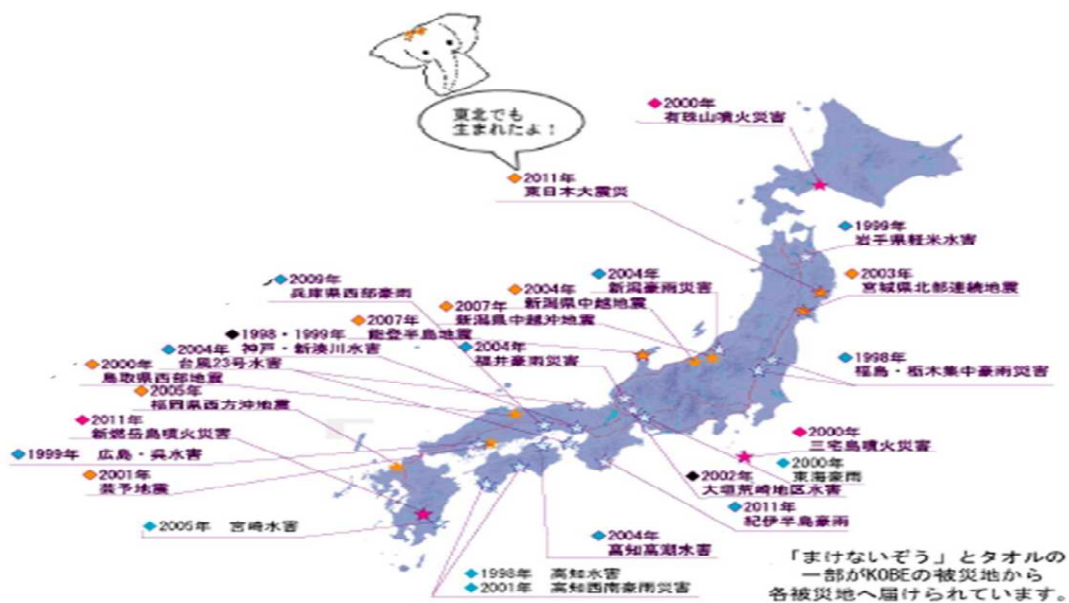 東北でも
生まれたよ！
◆2000年
有珠山噴火災害
◆2011年
東日本大震災
◆1999年
岩手県軽米水害
◆2003年
宮城県北部連続地震
◆2009年
兵庫県西部豪雨
◆2004年
新潟豪雨災害
◆2004年
新潟県中越地震
◆2007年
新潟県中越沖地震
◆2007年
能登半島地震
◆1998・1999年
神戸・新湊川水害
◆2004年
台風23号水害
◆2004年
福井豪雨災害
◆1998年
福島・栃木集中豪雨災害
◆2000年
鳥取県西部地震
◆2005年
福岡県西方沖地震
◆2011年
新燃岳島噴火災害
◆1999年 広島・呉水害
◆2001年
芸予地震
◆2000年
三宅島噴火災害
◆2000年
東海豪雨
◆2002年
大垣荒崎地区水害
◆2011年
紀伊半島豪雨
◆2005年 宮崎水害
◆2004年
高知高潮水害
◆1998年 高知水害
◆2001年 高知西南豪雨災害
「まけないぞう」とタオルの
一部がKOBEの被災地から
各被災地へ届けられています。